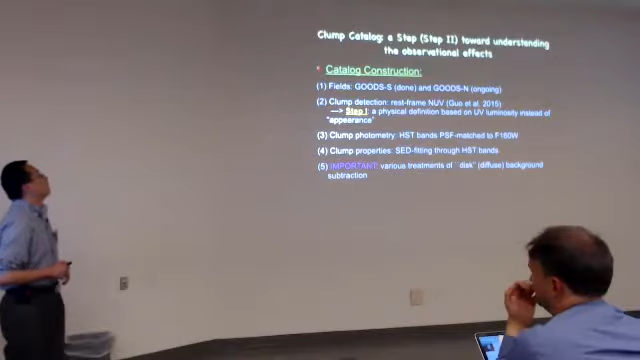 Clump Catalog: a Step (Step II) toward understanding
the observational effects
* Catalog Construction:
(1) Fields: GOODS-S (done) and GOODS-N (ongoing)
(2) Clump detection: rest-frame NUV (Guo et al. 2015)
—> Step I: a physical definition based on UV luminosity instead of
"appearance"
(3) Clump photometry: HST bands PSF-matched to F160W
(4) Clump properties: SED-fitting through HST bands
(5) IMPORTANT: various treatments of ``disk'' (diffuse) background
subtraction